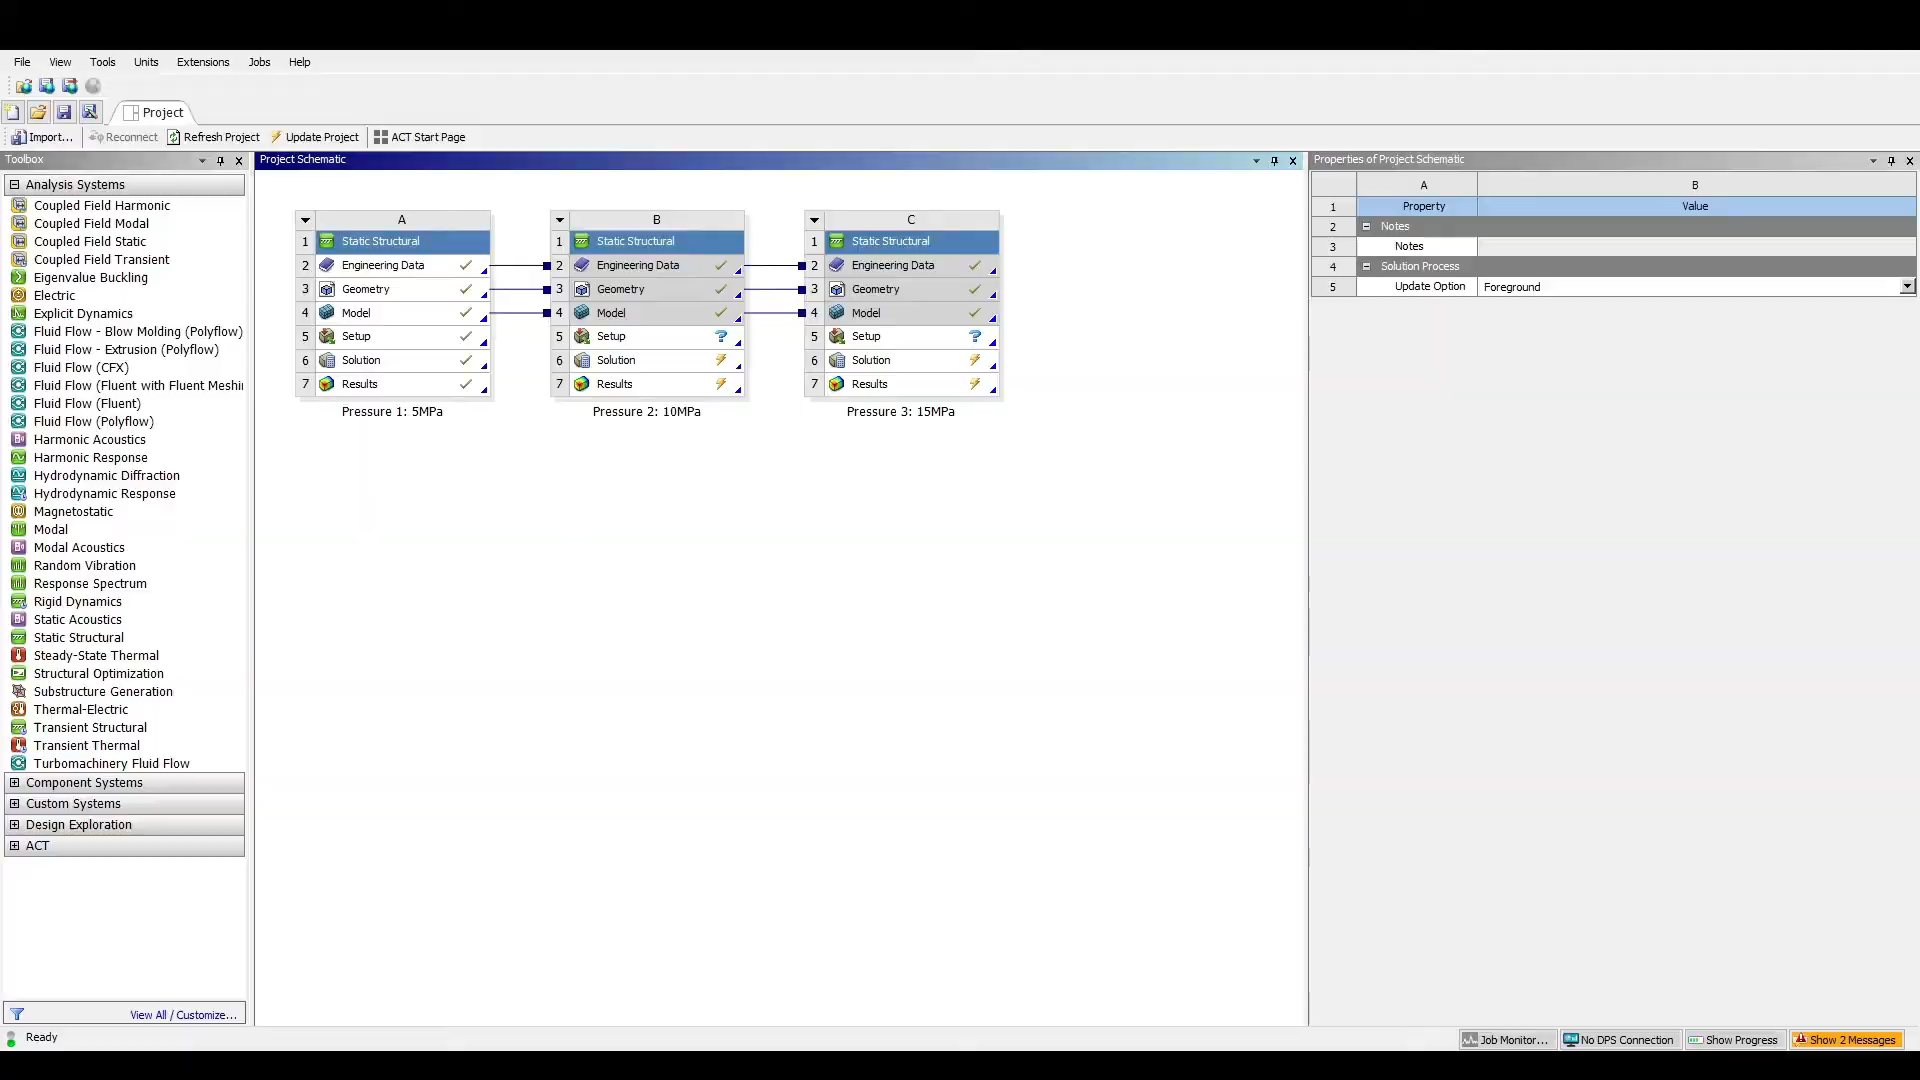 File View Tools Units Extensions Jobs Help
Project
Import... Reconnect Refresh Project Update Project ACT Start Page
Toolbox
Analysis Systems
Coupled Field Harmonic
Coupled Field Modal
Coupled Field Static
Coupled Field Transient
Eigenvalue Buckling
Electric
Explicit Dynamics
Fluid Flow - Blow Molding (Polyflow)
Fluid Flow - Extrusion (Polyflow)
Fluid Flow (CFX)
Fluid Flow (Fluent with Fluent Meshi
Fluid Flow (Fluent)
Fluid Flow (Polyflow)
Harmonic Acoustics
Harmonic Response
Hydrodynamic Diffraction
Hydrodynamic Response
Magnetostatic
Modal
Modal Acoustics
Random Vibration
Response Spectrum
Rigid Dynamics
Static Acoustics
Static Structural
Steady-State Thermal
Structural Optimization
Substructure Generation
Thermal-Electric
Transient Structural
Transient Thermal
Turbomachinery Fluid Flow
Component Systems
Custom Systems
Design Exploration
ACT
View All / Customize...
Project Schematic
A
1 Static Structural
2 Engineering Data
3 Geometry
4 Model
5 Setup
6 Solution
7 Results
Pressure 1: 5MPa
B
1 Static Structural
2 Engineering Data
3 Geometry
4 Model
5 Setup ?
6 Solution
7 Results
Pressure 2: 10MPa
C
1 Static Structural
2 Engineering Data
3 Geometry
4 Model
5 Setup ?
6 Solution
7 Results
Pressure 3: 15MPa
Properties of Project Schematic
A B
1 Property Value
2 Notes
3 Notes
4 Solution Process
5 Update Option Foreground
Ready
Job Monitor... No DPS Connection Show Progress Show 2 Messages